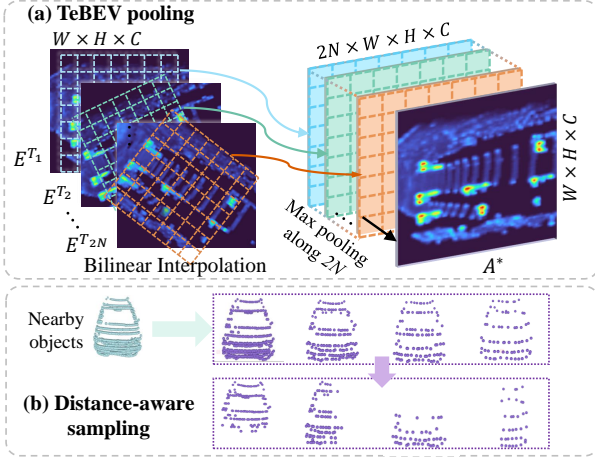 (a) TeBEV pooling
W × H × C
2N × W × H × C
E^{T_1}
E^{T_2}
E^{T_{2N}}
Bilinear Interpolation
Max pooling
along 2N
W × H × C
A*
Nearby
objects
(b) Distance-aware
sampling